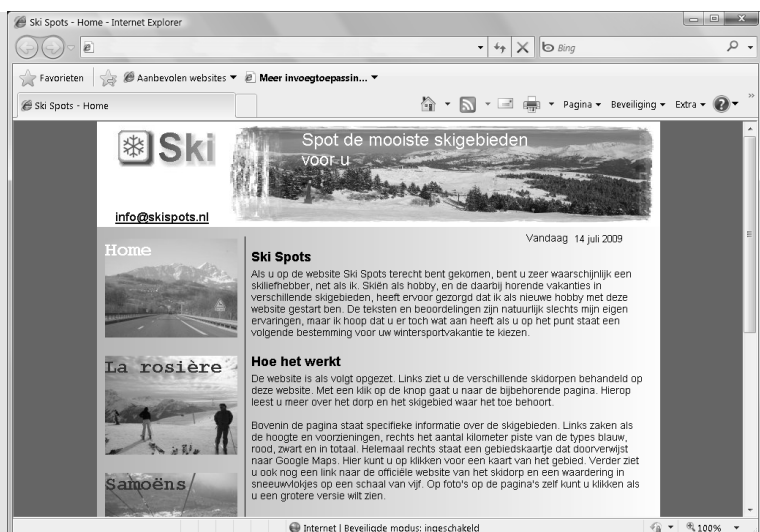 Ski Spots - Home - Internet Explorer
Bing
Favorieten
Aanbevolen websites
Meer invoegtoepassin...
Ski Spots - Home
Pagina
Beveiliging
Extra
Ski
Spot de mooiste skigebieden
voor u
info@skispots.nl
Vandaag 14 juli 2009
Home
La rosière
Samoëns
Ski Spots
Als u op de website Ski Spots terecht bent gekomen, bent u zeer waarschijnlijk een
skiliefhebber, net als ik. Skiën als hobby, en de daarbij horende vakanties in
verschillende skigebieden, heeft ervoor gezorgd dat ik als nieuwe hobby met deze
website gestart ben. De teksten en beoordelingen zijn natuurlijk slechts mijn eigen
ervaringen, maar ik hoop dat u er toch wat aan heeft als u op het punt staat een
volgende bestemming voor uw wintersportvakantie te kiezen.
Hoe het werkt
De website is als volgt opgezet. Links ziet u de verschillende skidorpen behandeld op
deze website. Met een klik op de knop gaat u naar de bijbehorende pagina. Hierop
leest u meer over het dorp en het skigebied waar het toe behoort.
Bovenin de pagina staat specifieke informatie over de skigebieden. Links zaken als
de hoogte en voorzieningen, rechts het aantal kilometer piste van de types blauw,
rood, zwart en in totaal. Helemaal rechts staat een gebiedskaartje dat doorverwijst
naar Google Maps. Hier kunt u op klikken voor een kaart van het gebied. Verder ziet
u ook nog een link naar de officiële website van het skidorp en een waardering in
sneeuwvlokjes op een schaal van vijf. Op foto's op de pagina's zelf kunt u klikken als
u een grotere versie wilt zien.
Internet | Beveiligde modus: ingeschakeld
100%